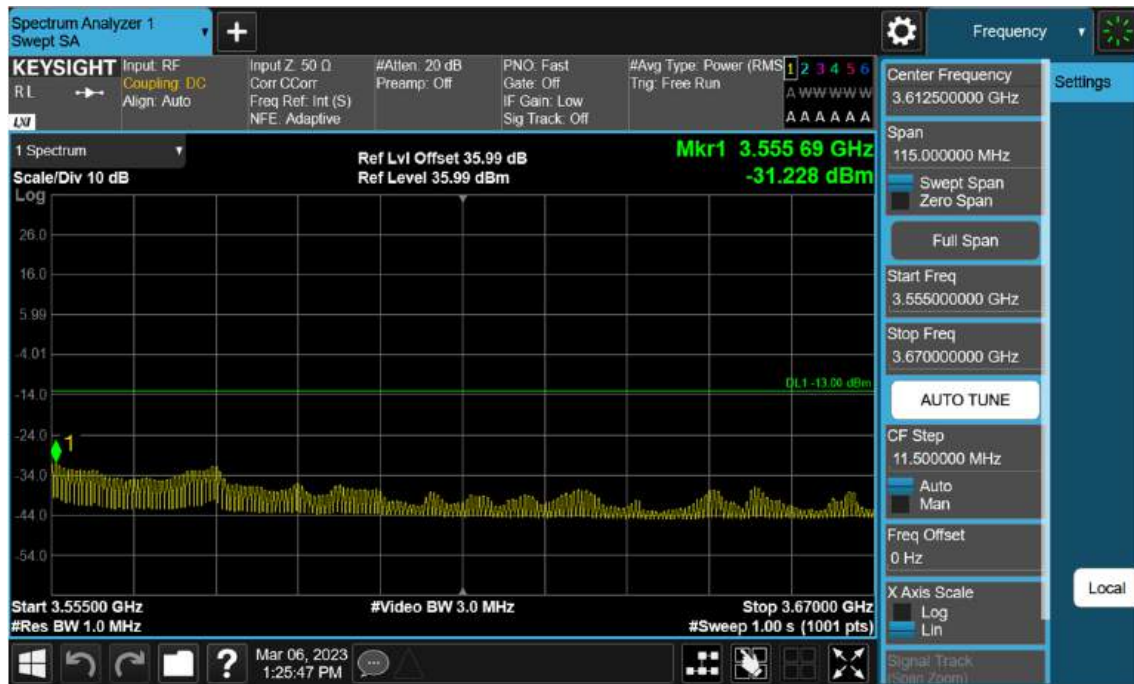 Spectrum Analyzer 1
Swept SA
+
Frequency
KEYSIGHT
RL
LXI
Input: RF
Coupling: DC
Align: Auto
Input Z: 50 Ω
Corr CCorr
Freq Ref: Int (S)
NFE: Adaptive
#Atten: 20 dB
Preamp: Off
PNO: Fast
Gate: Off
IF Gain: Low
Sig Track: Off
#Avg Type: Power (RMS
Trig: Free Run
1 2 3 4 5 6
A W W W W W
A A A A A A
1 Spectrum
Scale/Div 10 dB
Ref Lvl Offset 35.99 dB
Ref Level 35.99 dBm
Mkr1 3.555 69 GHz
-31.228 dBm
Log
26.0
16.0
5.99
-4.01
-14.0
-24.0
-34.0
-44.0
-54.0
DL1 -13.00 dBm
1
Start 3.55500 GHz
#Res BW 1.0 MHz
#Video BW 3.0 MHz
Stop 3.67000 GHz
#Sweep 1.00 s (1001 pts)
Center Frequency
3.612500000 GHz
Settings
Span
115.000000 MHz
Swept Span
Zero Span
Full Span
Start Freq
3.555000000 GHz
Stop Freq
3.670000000 GHz
AUTO TUNE
CF Step
11.500000 MHz
Auto
Man
Freq Offset
0 Hz
X Axis Scale
Log
Lin
Local
Signal Track
(Span Zoom)
?
Mar 06, 2023
1:25:47 PM